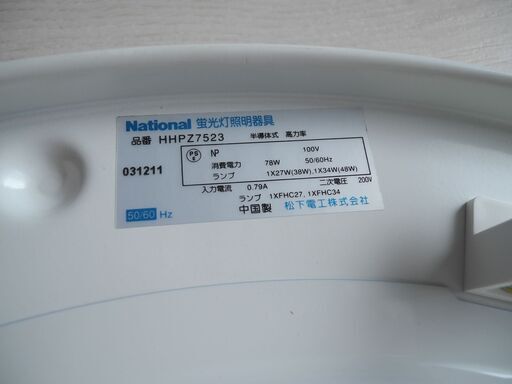 National 蛍光灯照明器具
品番 HHPZ7523 半導体式 高力率
031211
PS E NP 100V
消費電力 78W 50/60Hz
ランプ 1X27W(38W),1X34W(48W)
入力電流 0.79A 二次電圧 200V
ランプ 1XFHC27, 1XFHC34
50/60 Hz
中国製 松下電工株式会社